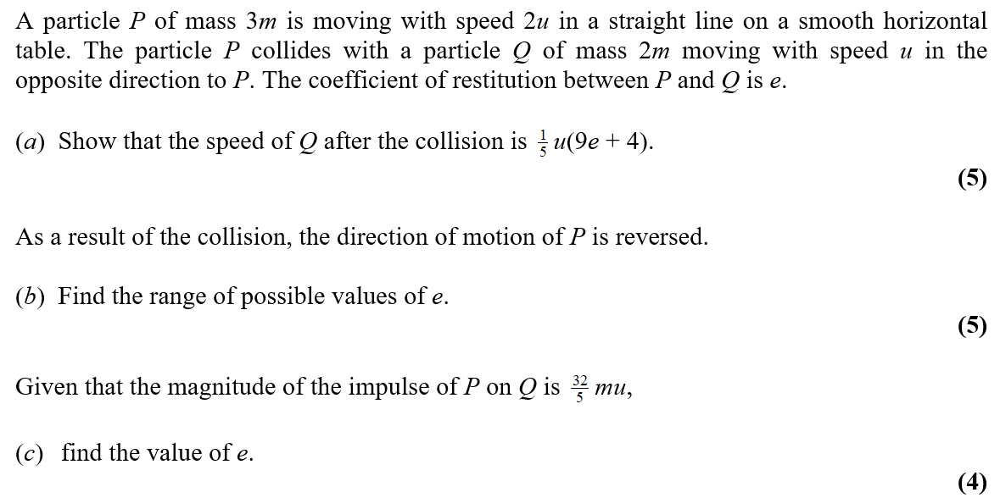 A particle P of mass 3m is moving with speed 2u in a straight line on a smooth horizontal
table. The particle P collides with a particle Q of mass 2m moving with speed u in the
opposite direction to P. The coefficient of restitution between P and Q is e.
(a) Show that the speed of Q after the collision is 1/5 u(9e + 4).
(5)
As a result of the collision, the direction of motion of P is reversed.
(b) Find the range of possible values of e.
(5)
Given that the magnitude of the impulse of P on Q is 32/5 mu,
(c) find the value of e.
(4)